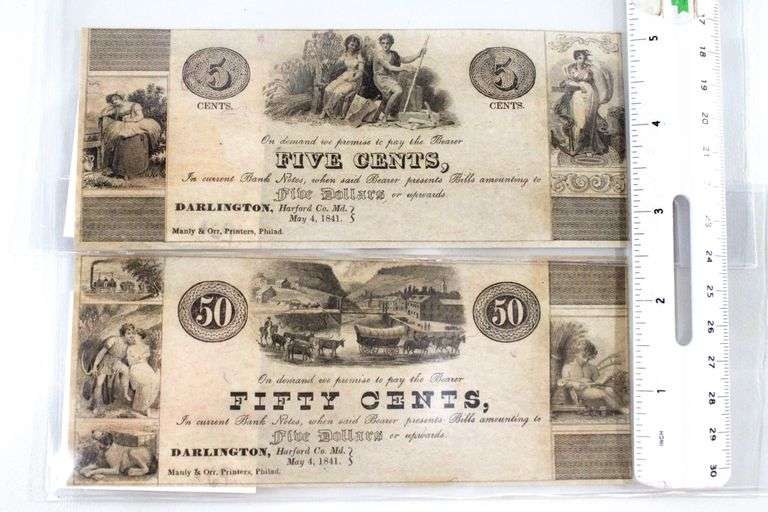 5
5
CENTS.
CENTS.
On demand we promise to pay the Bearer
FIVE CENTS,
In current Bank Notes, when said Bearer presents Bills amounting to
Five Dollars or upwards.
DARLINGTON, Harford Co. Md.
May 4, 1841.
Manly & Orr, Printers, Philad.
50
50
On demand we promise to pay the Bearer
FIFTY CENTS,
In current Bank Notes, when said Bearer presents Bills amounting to
Five Dollars or upwards.
DARLINGTON, Harford Co. Md.
May 4, 1841.
Manly & Orr, Printers, Philad.
5
4
3
2
1
INCH
17
18
19
20
21
23
24
25
26
27
28
29
30